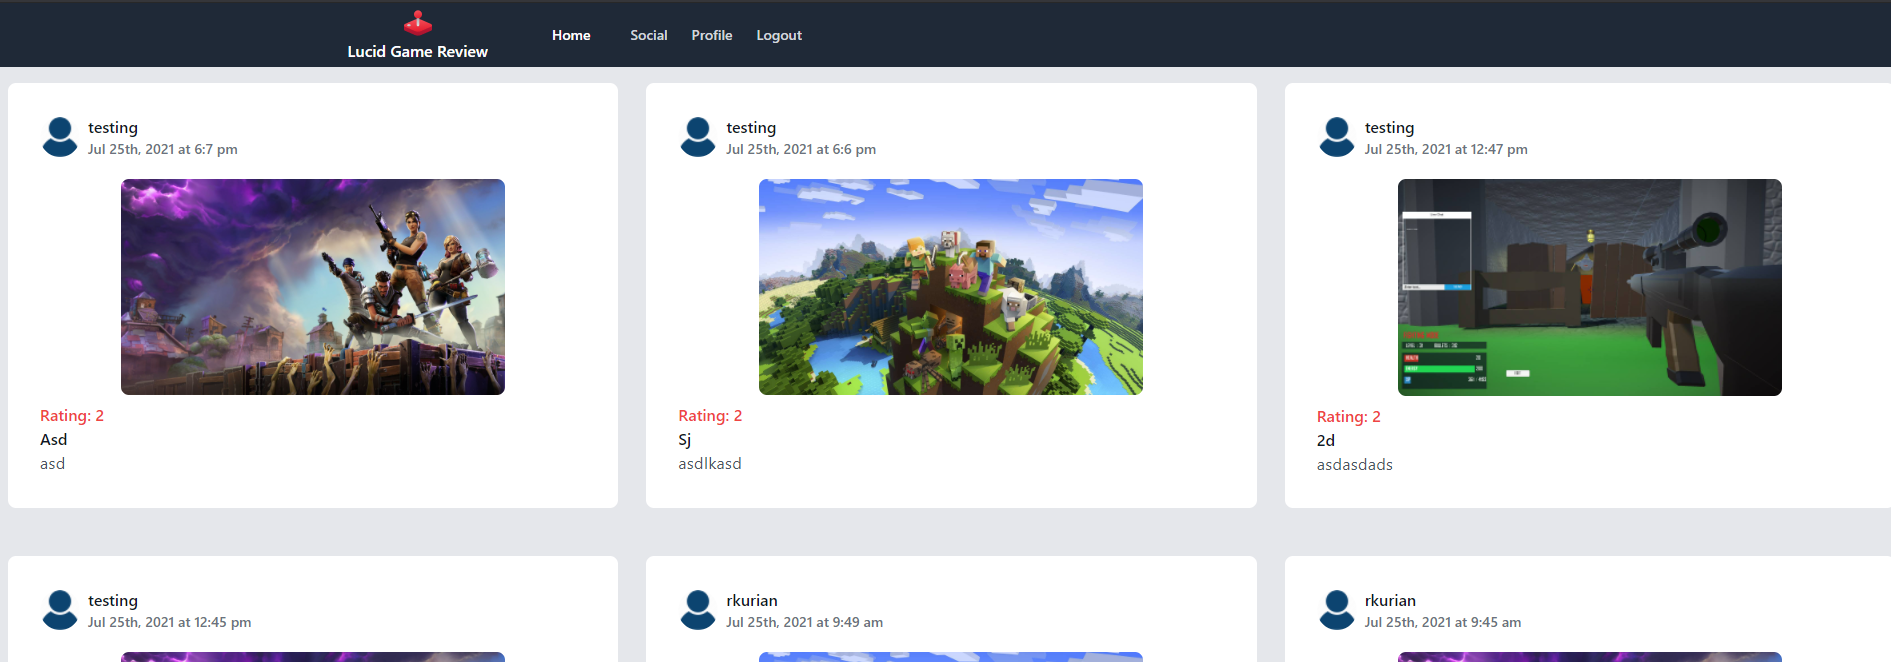 Lucid Game Review
Home Social Profile Logout
testing
Jul 25th, 2021 at 6:7 pm
Rating: 2
Asd
asd
testing
Jul 25th, 2021 at 6:6 pm
Rating: 2
Sj
asdlkasd
testing
Jul 25th, 2021 at 12:47 pm
Rating: 2
2d
asdasdads
testing
Jul 25th, 2021 at 12:45 pm
rkurian
Jul 25th, 2021 at 9:49 am
rkurian
Jul 25th, 2021 at 9:45 am